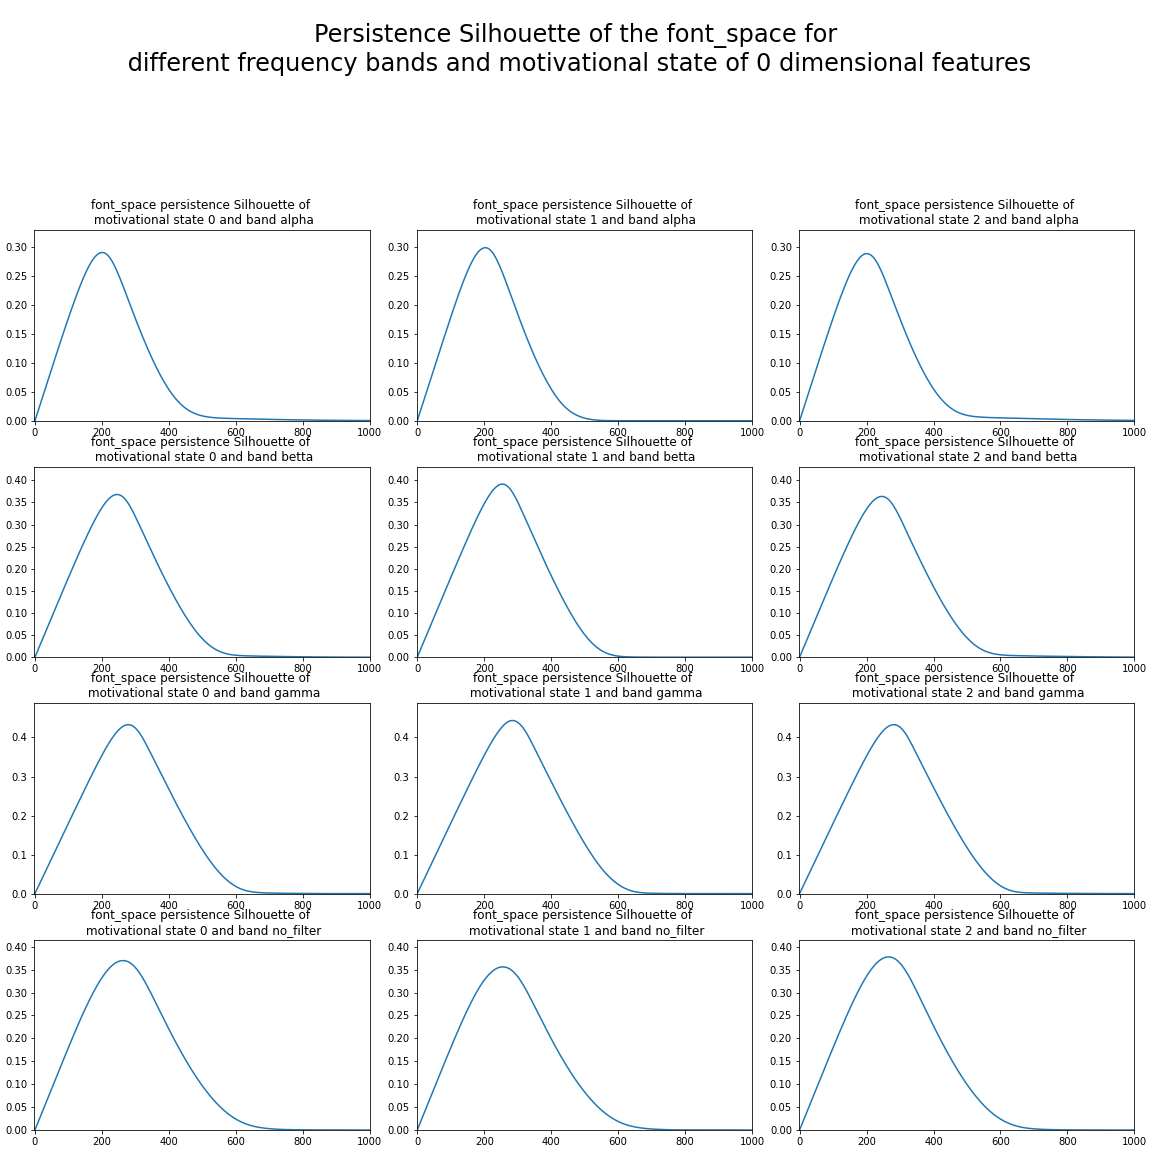 Persistence Silhouette of the font_space for
different frequency bands and motivational state of 0 dimensional features
font_space persistence Silhouette of
motivational state 0 and band alpha
font_space persistence Silhouette of
motivational state 1 and band alpha
font_space persistence Silhouette of
motivational state 2 and band alpha
0.30
0.25
0.20
0.15
0.10
0.05
0.00
0 200 400 600 800 1000
0.30
0.25
0.20
0.15
0.10
0.05
0.00
0 200 400 600 800 1000
0.30
0.25
0.20
0.15
0.10
0.05
0.00
0 200 400 600 800 1000
font_space persistence Silhouette of
motivational state 0 and band betta
font_space persistence Silhouette of
motivational state 1 and band betta
font_space persistence Silhouette of
motivational state 2 and band betta
0.40
0.35
0.30
0.25
0.20
0.15
0.10
0.05
0.00
0 200 400 600 800 1000
0.40
0.35
0.30
0.25
0.20
0.15
0.10
0.05
0.00
0 200 400 600 800 1000
0.40
0.35
0.30
0.25
0.20
0.15
0.10
0.05
0.00
0 200 400 600 800 1000
font_space persistence Silhouette of
motivational state 0 and band gamma
font_space persistence Silhouette of
motivational state 1 and band gamma
font_space persistence Silhouette of
motivational state 2 and band gamma
0.4
0.3
0.2
0.1
0.0
0 200 400 600 800 1000
0.4
0.3
0.2
0.1
0.0
0 200 400 600 800 1000
0.4
0.3
0.2
0.1
0.0
0 200 400 600 800 1000
font_space persistence Silhouette of
motivational state 0 and band no_filter
font_space persistence Silhouette of
motivational state 1 and band no_filter
font_space persistence Silhouette of
motivational state 2 and band no_filter
0.40
0.35
0.30
0.25
0.20
0.15
0.10
0.05
0.00
0 200 400 600 800 1000
0.40
0.35
0.30
0.25
0.20
0.15
0.10
0.05
0.00
0 200 400 600 800 1000
0.40
0.35
0.30
0.25
0.20
0.15
0.10
0.05
0.00
0 200 400 600 800 1000